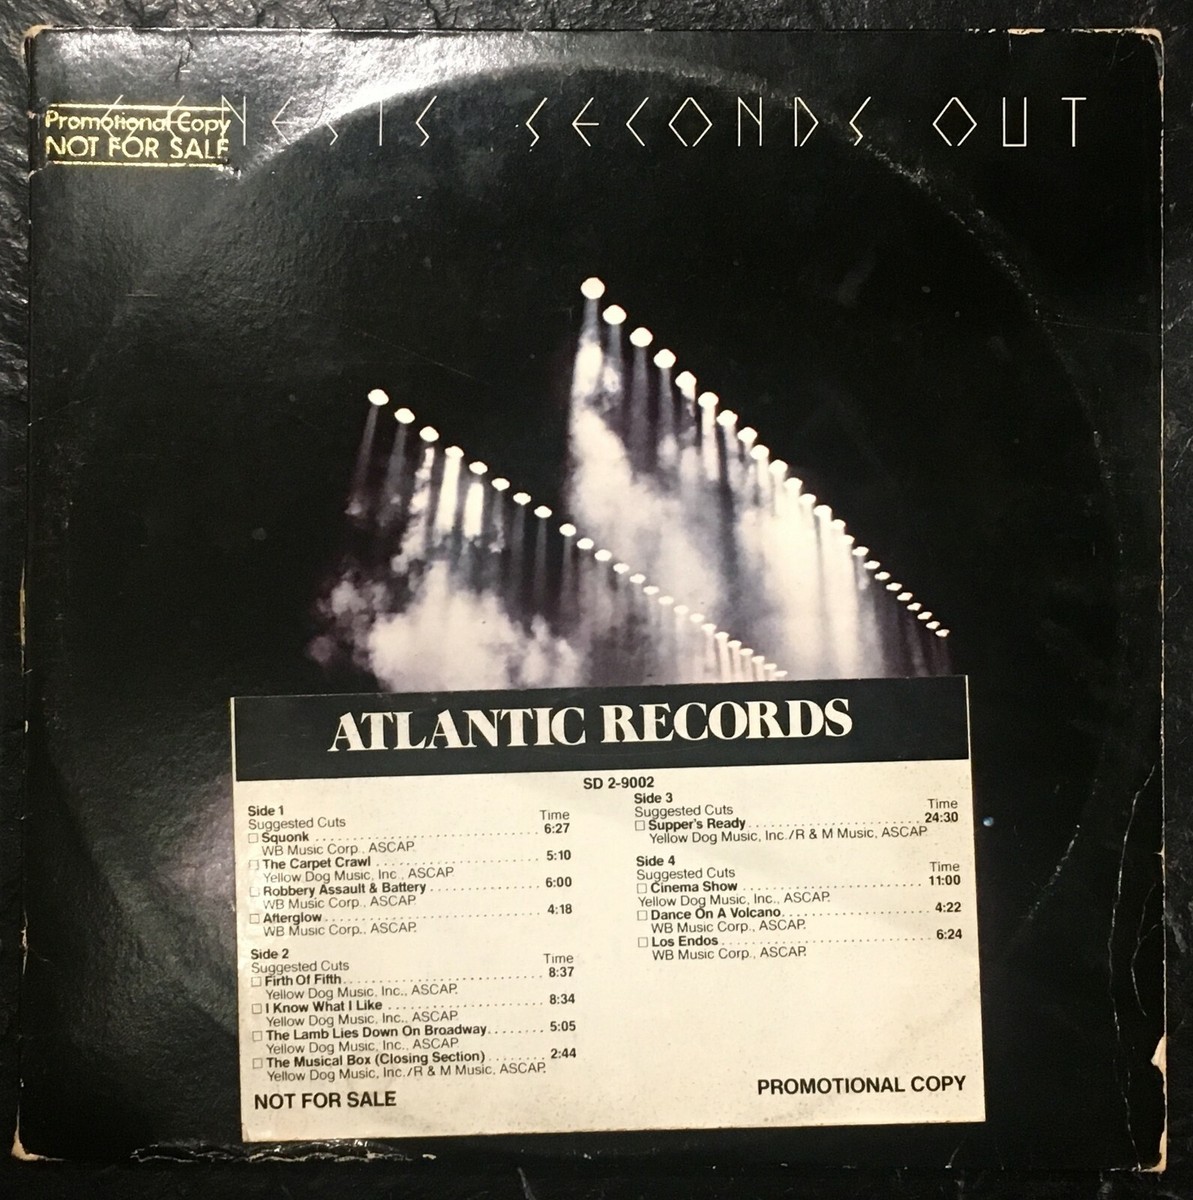 GENESIS SECONDS OUT
Promotional Copy
NOT FOR SALE
ATLANTIC RECORDS
SD 2-9002
Side 1
Suggested Cuts Time
Squonk 6:27
WB Music Corp., ASCAP.
The Carpet Crawl 5:10
Yellow Dog Music, Inc., ASCAP
Robbery Assault & Battery 6:00
WB Music Corp., ASCAP.
Afterglow 4:18
WB Music Corp., ASCAP.
Side 2
Suggested Cuts Time
Firth Of Fifth 8:37
Yellow Dog Music, Inc., ASCAP.
I Know What I Like 8:34
Yellow Dog Music, Inc., ASCAP.
The Lamb Lies Down On Broadway 5:05
Yellow Dog Music, Inc., ASCAP.
The Musical Box (Closing Section) 2:44
Yellow Dog Music, Inc./R & M Music, ASCAP.
NOT FOR SALE
Side 3
Suggested Cuts Time
Supper's Ready 24:30
Yellow Dog Music, Inc./R & M Music, ASCAP
Side 4
Suggested Cuts Time
Cinema Show 11:00
Yellow Dog Music, Inc., ASCAP.
Dance On A Volcano 4:22
WB Music Corp., ASCAP.
Los Endos 6:24
WB Music Corp., ASCAP.
PROMOTIONAL COPY